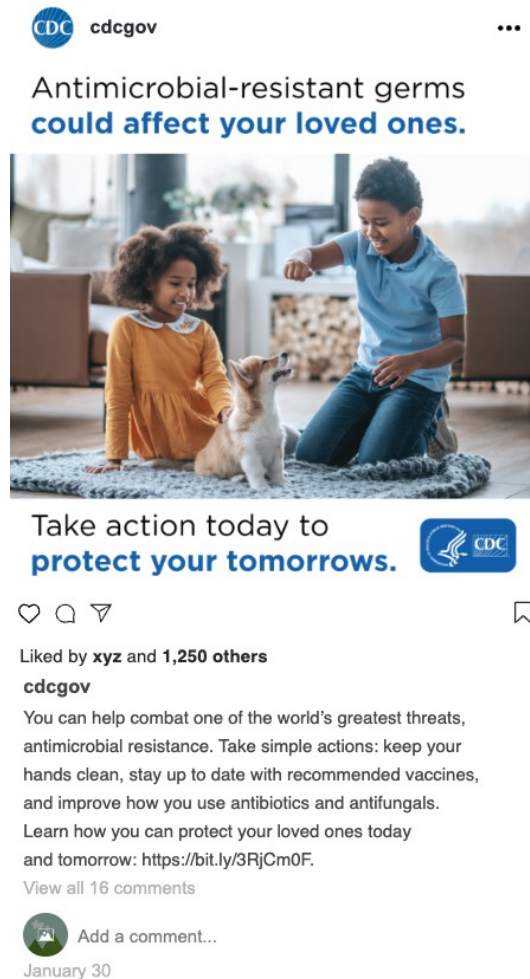 CDC cdcgov
Antimicrobial-resistant germs
could affect your loved ones.
Take action today to
protect your tomorrows.
CDC
Liked by xyz and 1,250 others
cdcgov
You can help combat one of the world’s greatest threats,
antimicrobial resistance. Take simple actions: keep your
hands clean, stay up to date with recommended vaccines,
and improve how you use antibiotics and antifungals.
Learn how you can protect your loved ones today
and tomorrow: https://bit.ly/3RjCm0F.
View all 16 comments
Add a comment...
January 30